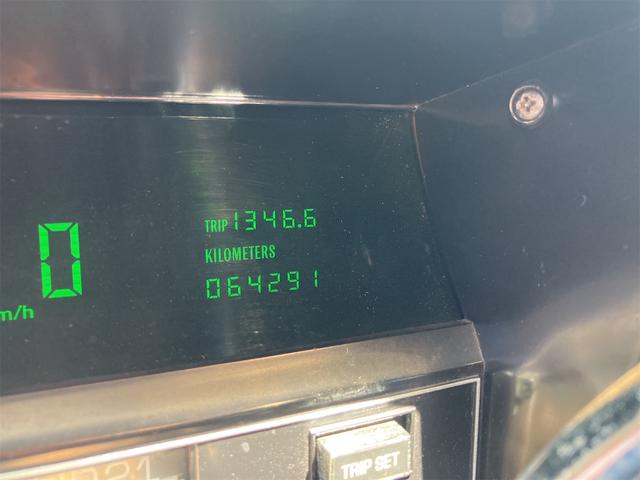 TRIP 1346.6
0
KILOMETERS
064291
m/h
TRIP SET